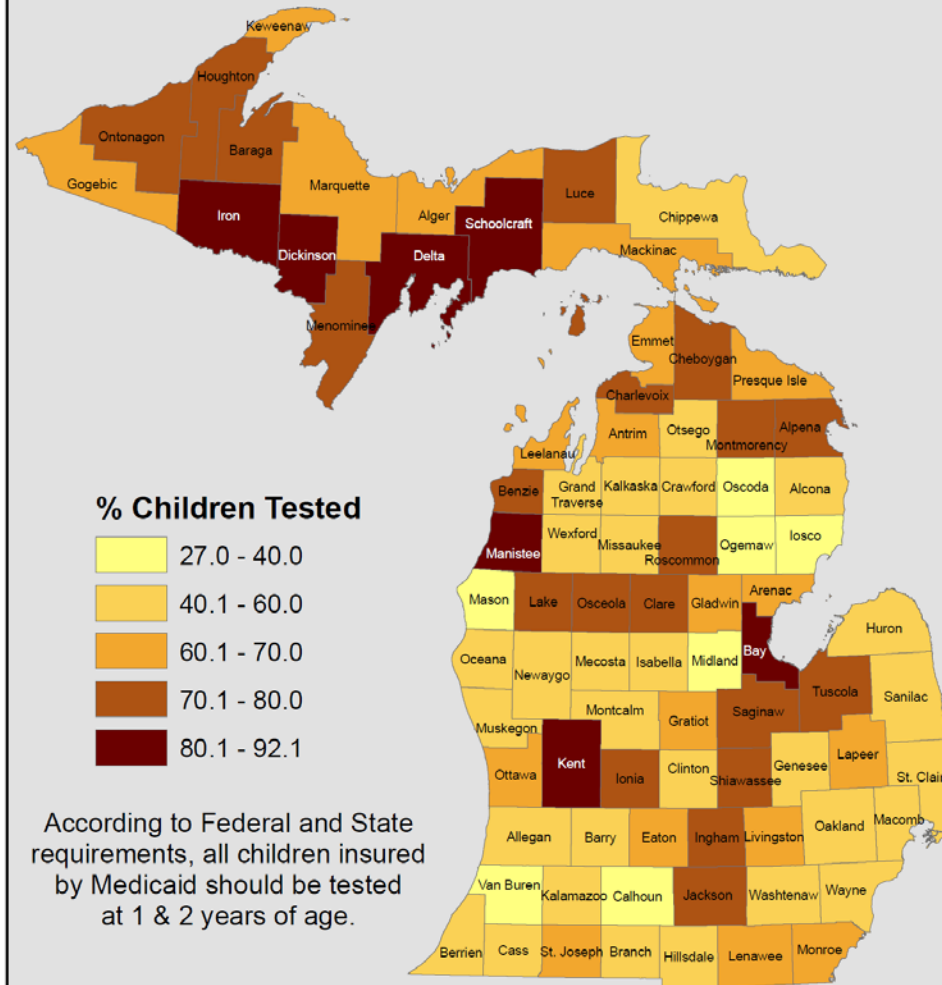 Keweenaw
Houghton
Ontonagon
Baraga
Gogebic
Marquette
Iron
Alger
Schoolcraft
Luce
Chippewa
Dickinson
Delta
Mackinac
Menominee
Emmet
Cheboygan
Presque Isle
Charlevoix
Antrim
Otsego
Montmorency
Alpena
Leelanau
Benzie
Grand
Traverse
Kalkaska
Crawford
Oscoda
Alcona
Manistee
Wexford
Missaukee
Roscommon
Ogemaw
Iosco
Mason
Lake
Osceola
Clare
Gladwin
Arenac
Huron
Oceana
Newaygo
Mecosta
Isabella
Midland
Bay
Tuscola
Sanilac
Muskegon
Montcalm
Gratiot
Saginaw
Ottawa
Kent
Ionia
Clinton
Shiawassee
Genesee
Lapeer
St. Clair
Allegan
Barry
Eaton
Ingham
Livingston
Oakland
Macomb
Van Buren
Kalamazoo
Calhoun
Jackson
Washtenaw
Wayne
Berrien
Cass
St. Joseph
Branch
Hillsdale
Lenawee
Monroe
% Children Tested
27.0 - 40.0
40.1 - 60.0
60.1 - 70.0
70.1 - 80.0
80.1 - 92.1
According to Federal and State
requirements, all children insured
by Medicaid should be tested
at 1 & 2 years of age.